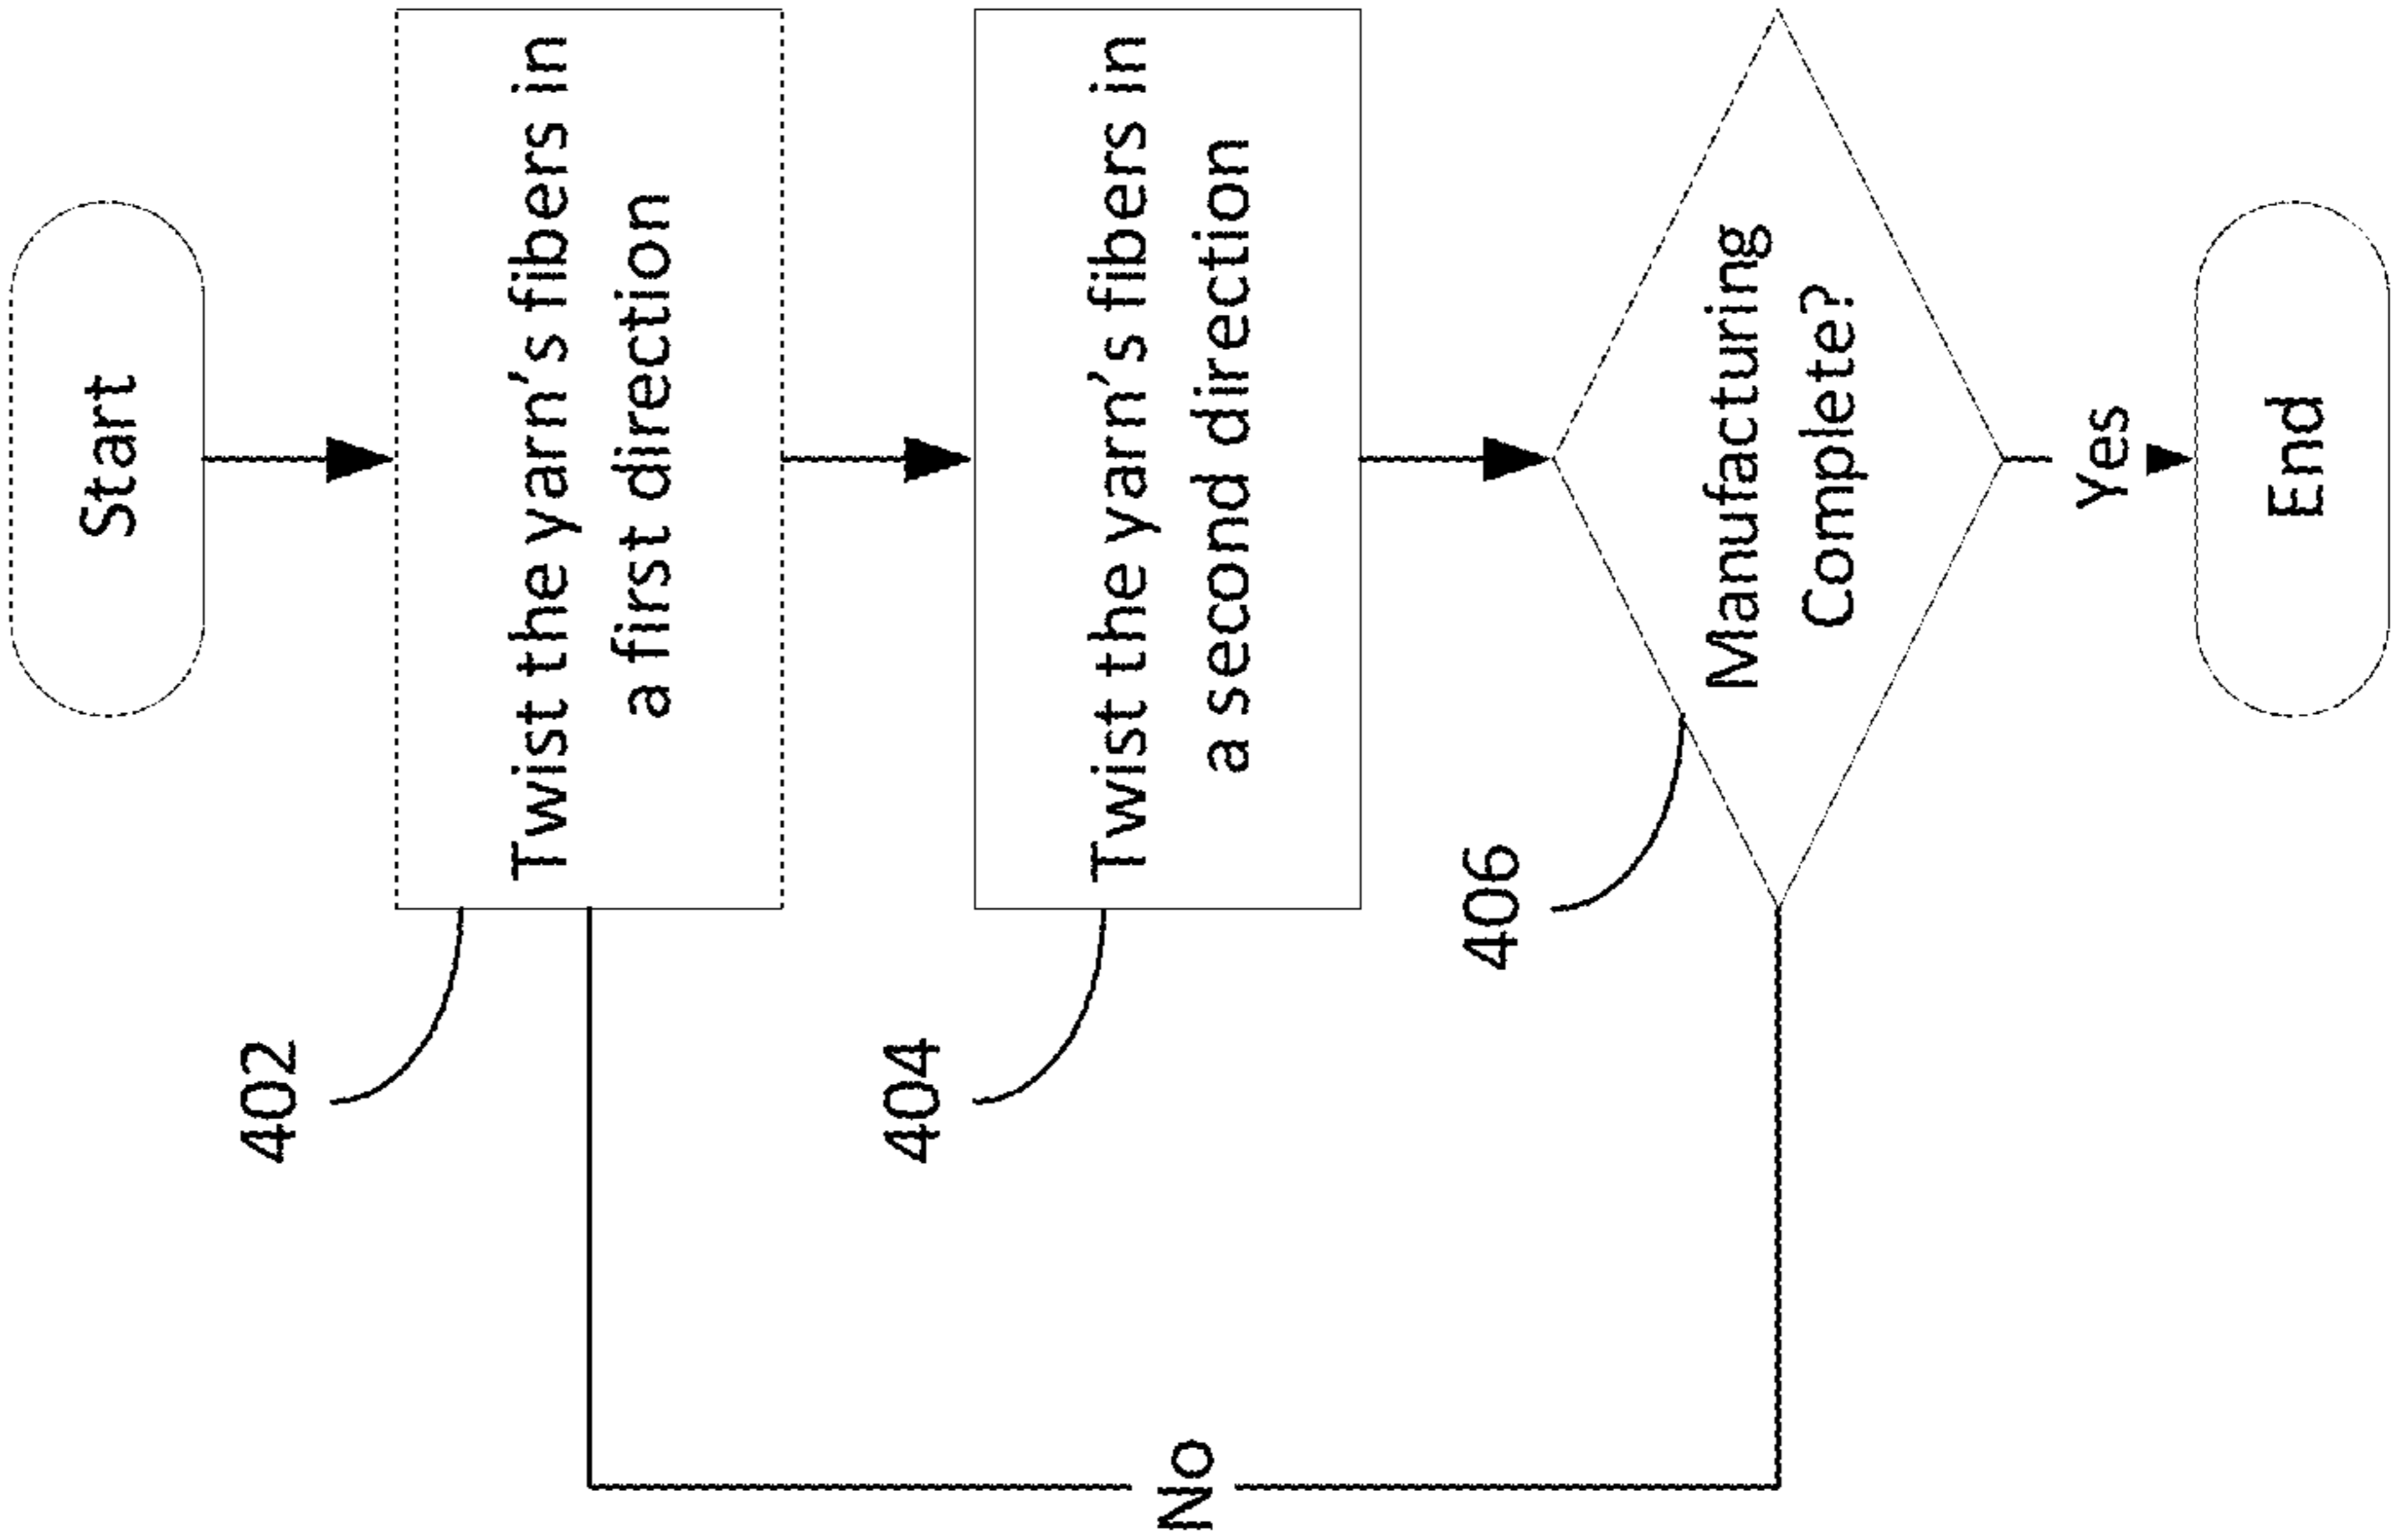 Start
402
Twist the yarn's fibers in
a first direction
404
Twist the yarn's fibers in
a second direction
406
Manufacturing
Complete?
No
Yes
End